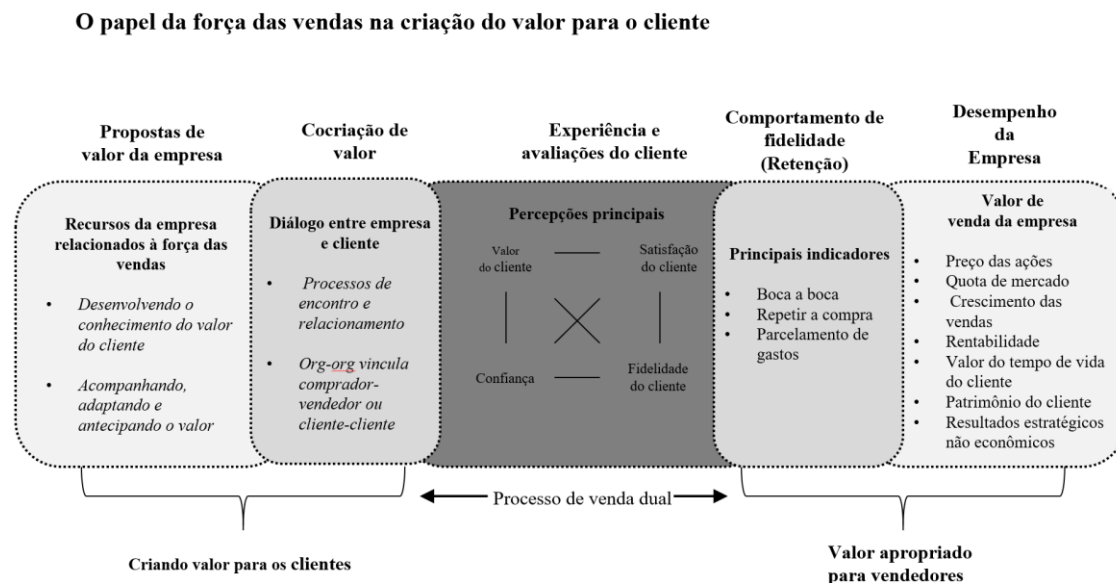 O papel da força das vendas na criação do valor para o cliente
Propostas de
valor da empresa
Recursos da empresa
relacionados à força das
vendas
• Desenvolvendo o
conhecimento do valor
do cliente
• Acompanhando,
adaptando e
antecipando o valor
Cocriação de
valor
Diálogo entre empresa
e cliente
• Processos de
encontro e
relacionamento
• Org-org vincula
comprador-
vendedor ou
cliente-cliente
Experiência e
avaliações do cliente
Percepções principais
Valor
do cliente
Satisfação
do cliente
Confiança
Fidelidade
do cliente
Comportamento de
fidelidade
(Retenção)
Principais indicadores
• Boca a boca
• Repetir a compra
• Parcelamento de
gastos
Desempenho
da
Empresa
Valor de
venda da empresa
• Preço das ações
• Quota de mercado
• Crescimento das
vendas
• Rentabilidade
• Valor do tempo de vida
do cliente
• Patrimônio do cliente
• Resultados estratégicos
não econômicos
Processo de venda dual
Criando valor para os clientes
Valor apropriado
para vendedores